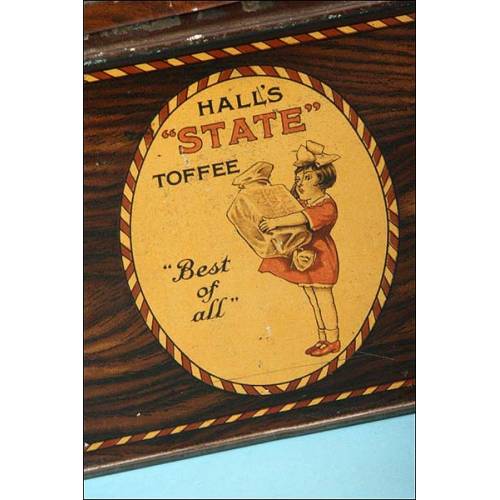 HALL'S
"STATE"
TOFFEE
"Best
of
all"